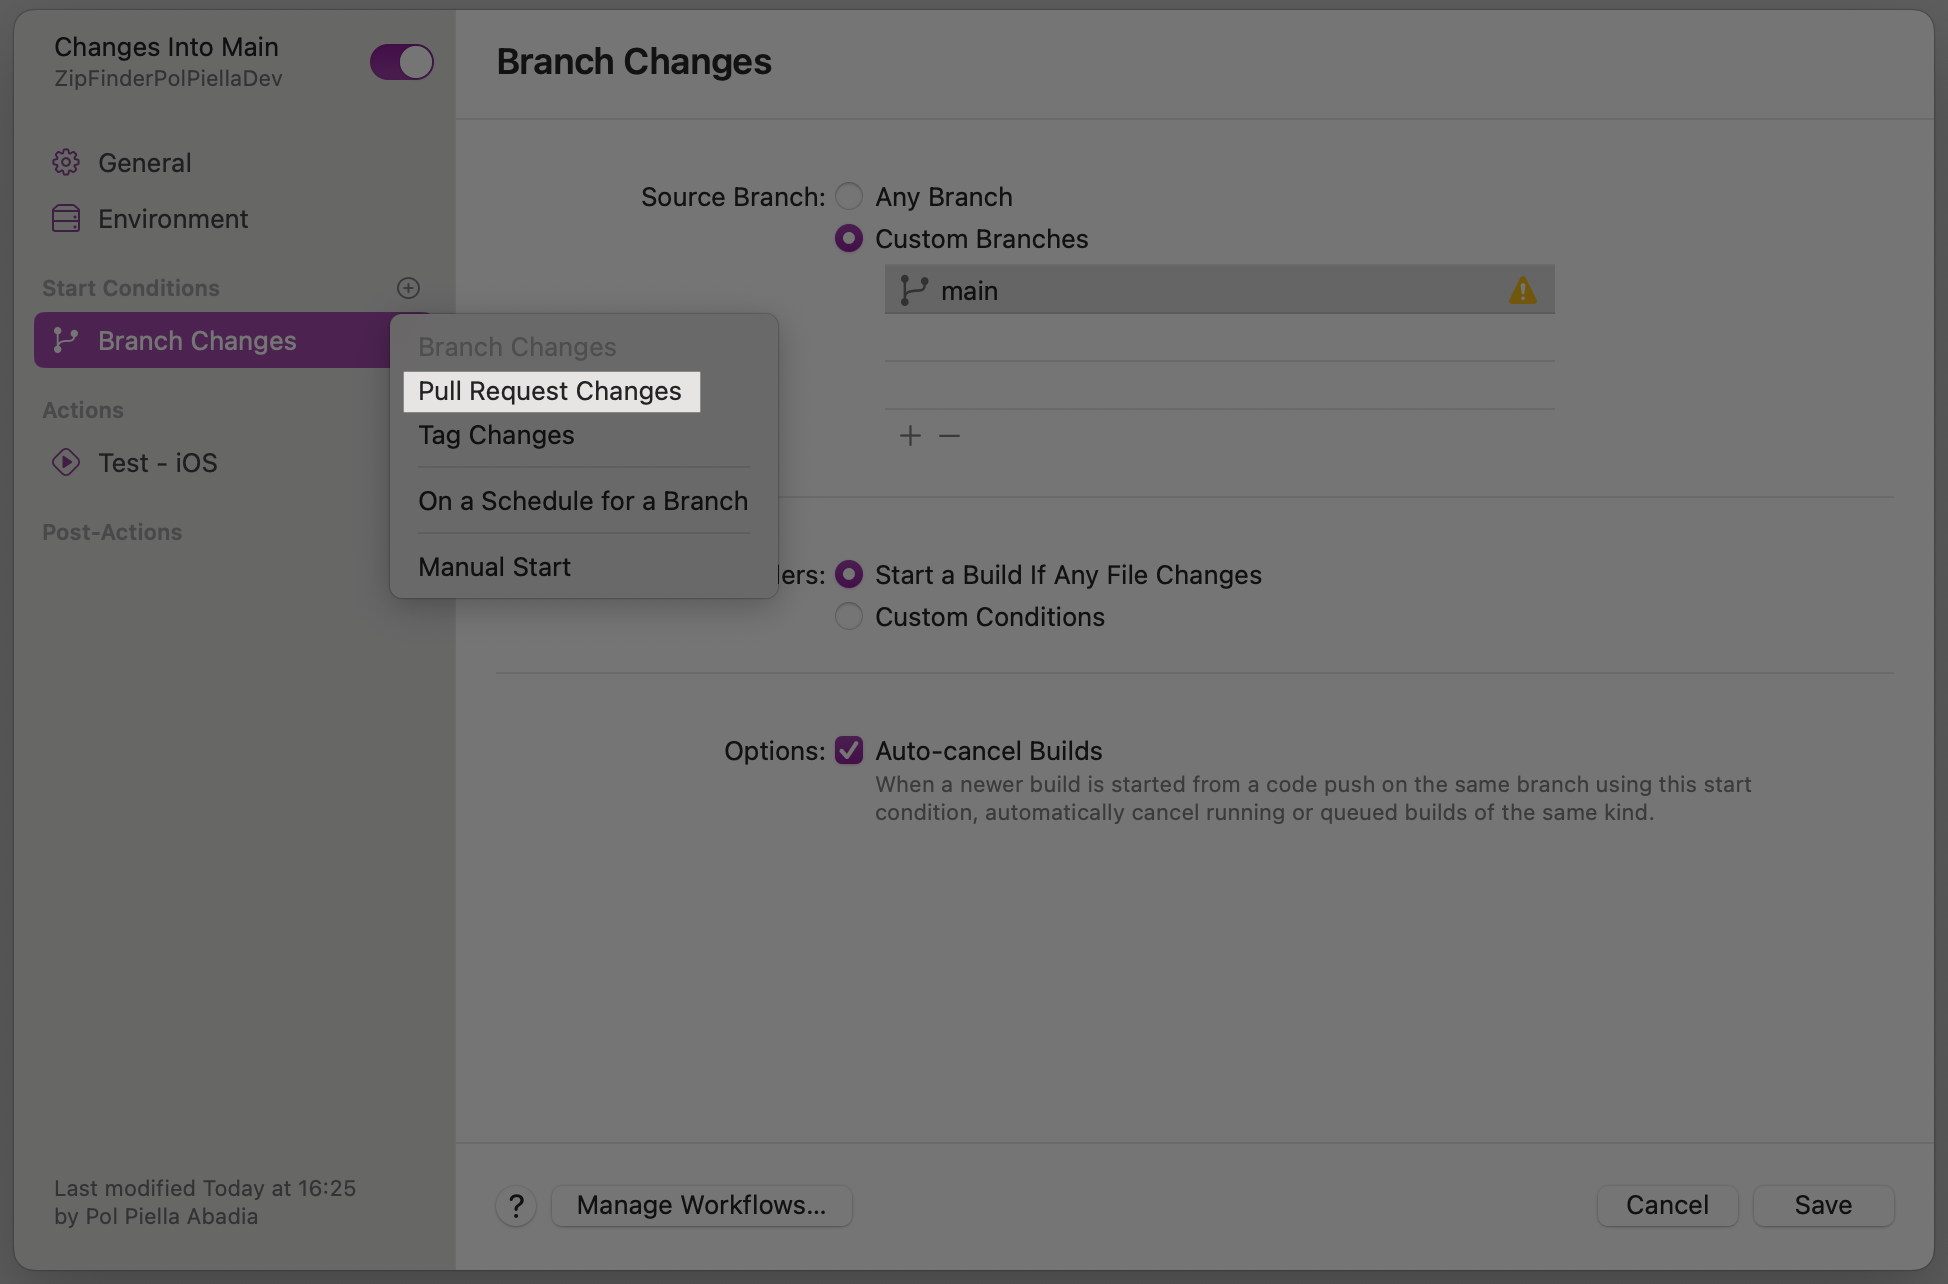 Changes Into Main
ZipFinderPolPiellaDev
General
Environment
Start Conditions
Branch Changes
Actions
Test - iOS
Post-Actions
Last modified Today at 16:25
by Pol Piella Abadia
Branch Changes
Pull Request Changes
Tag Changes
On a Schedule for a Branch
Manual Start
Branch Changes
Source Branch: Any Branch
Custom Branches
main
Start a Build If Any File Changes
Custom Conditions
Options: Auto-cancel Builds
When a newer build is started from a code push on the same branch using this start
condition, automatically cancel running or queued builds of the same kind.
? Manage Workflows...
Cancel
Save